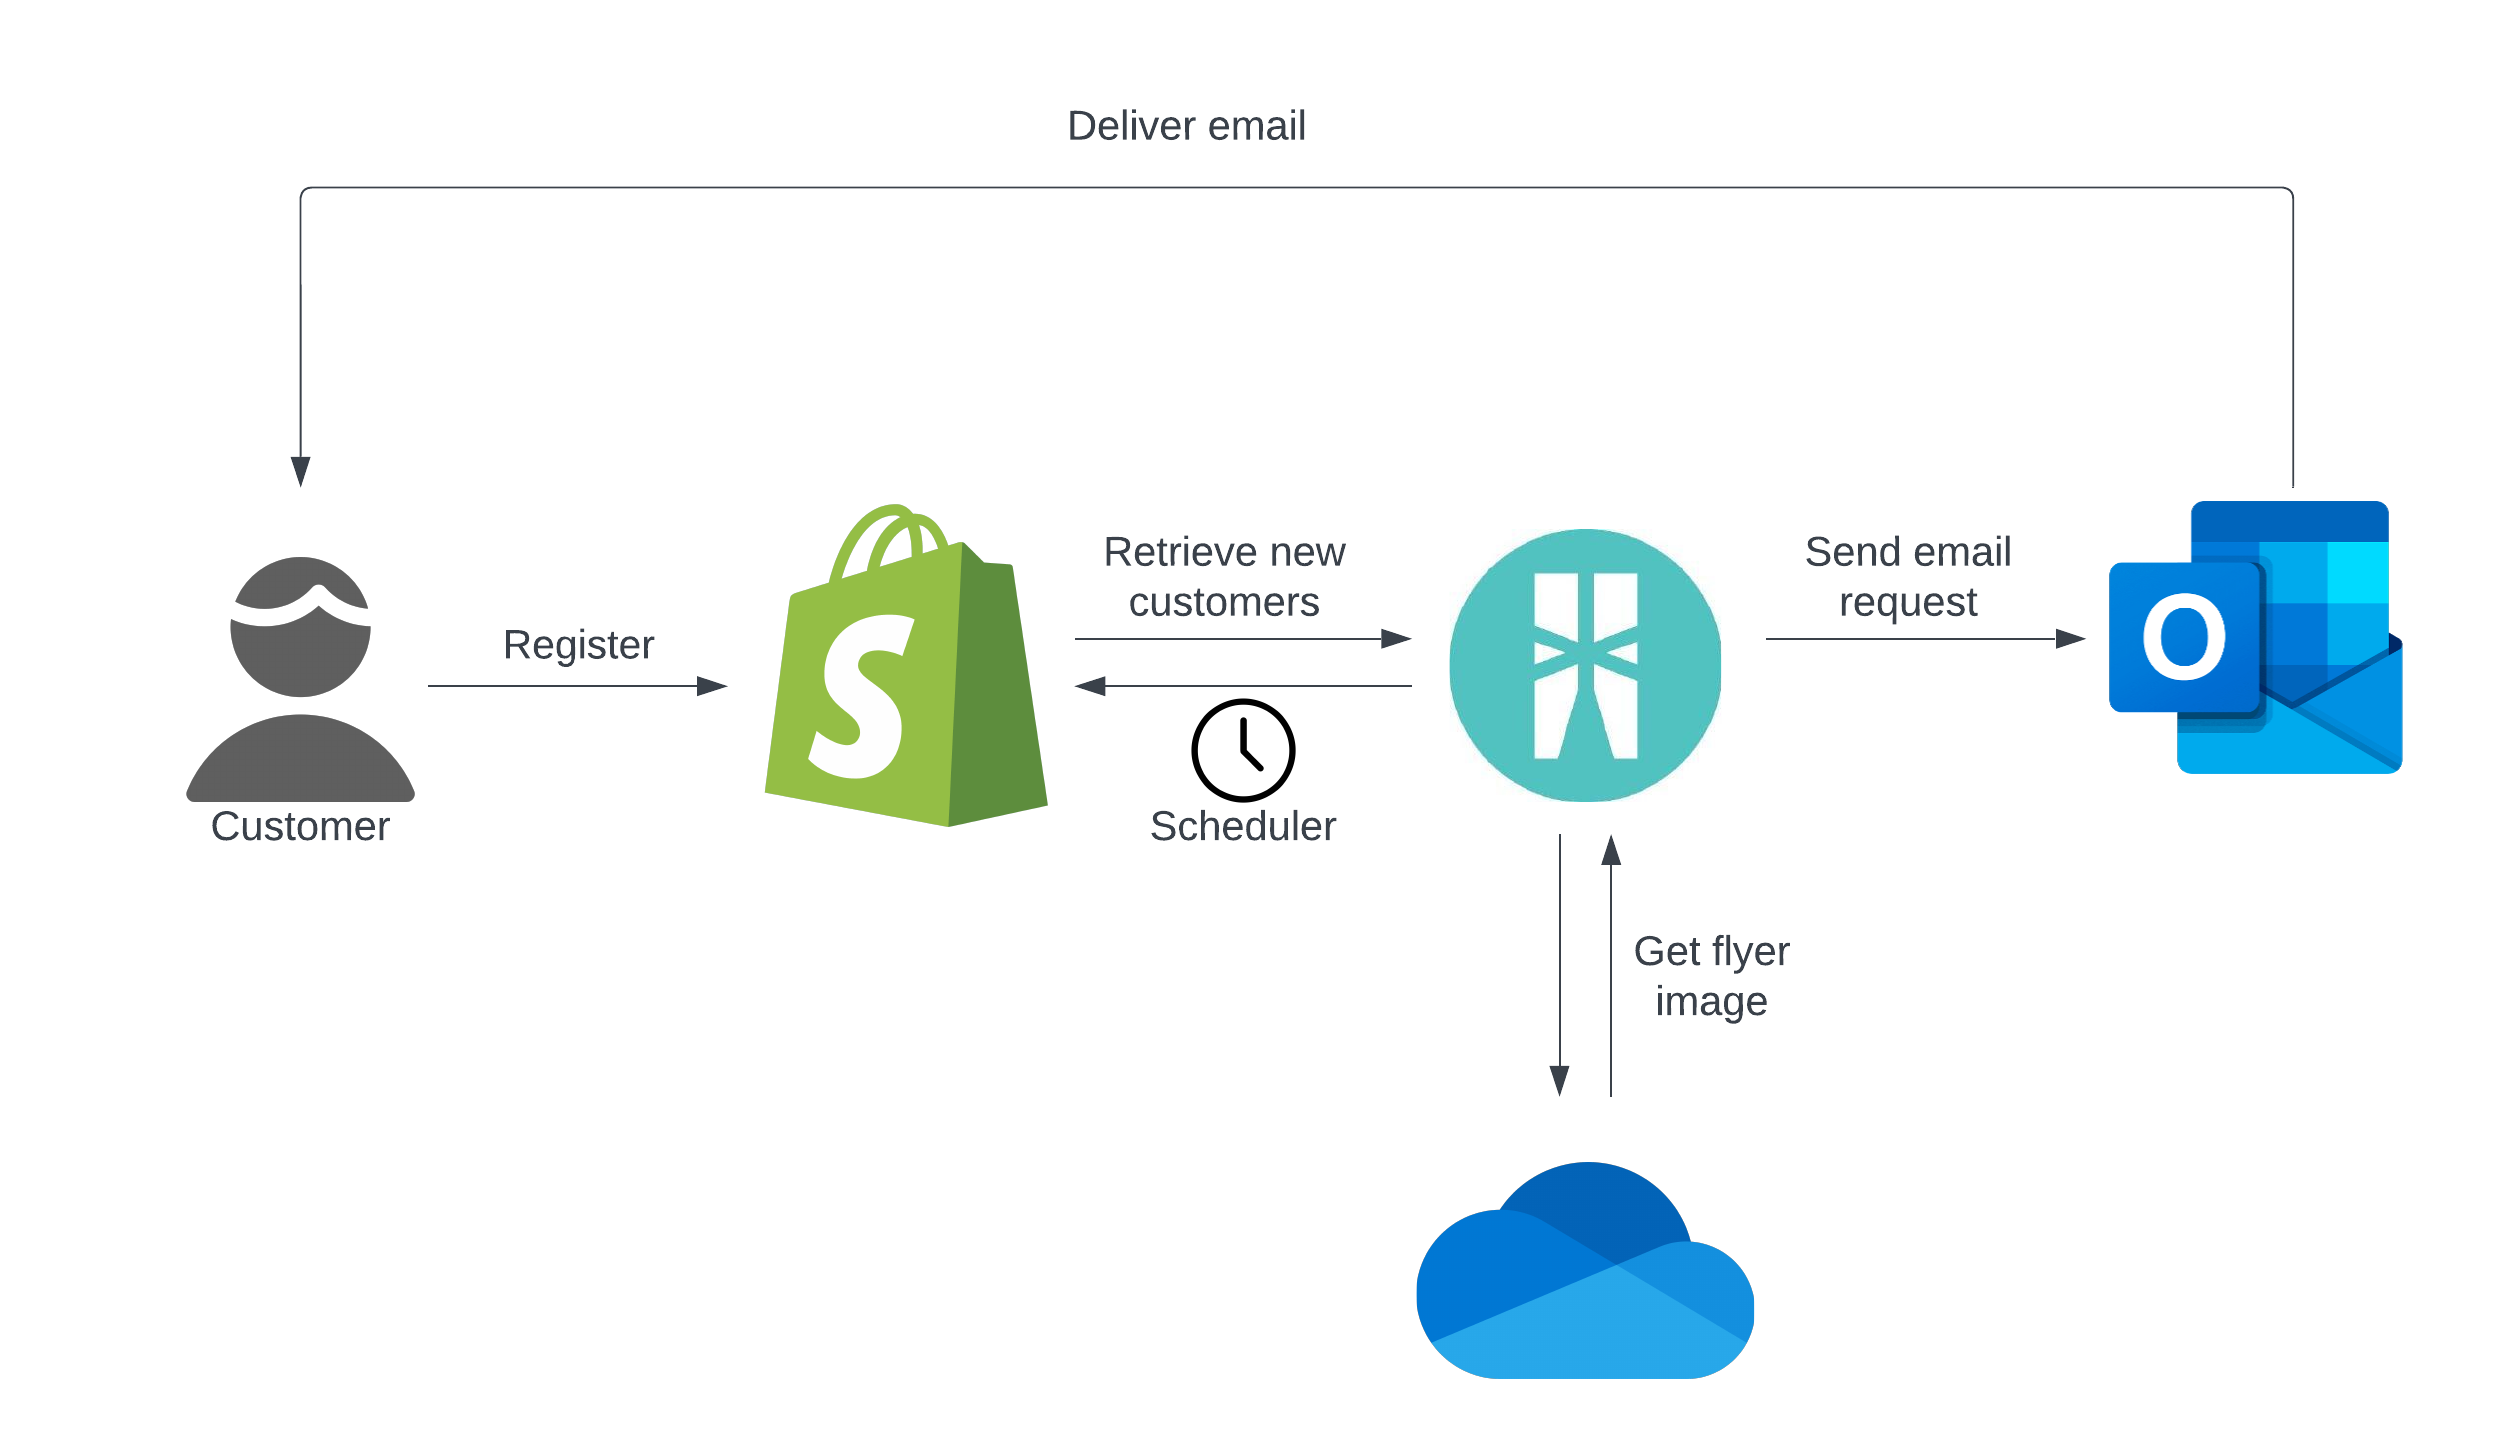 Deliver email
Retrieve new
customers
Send email
request
Register
Scheduler
Customer
Get flyer
image
O